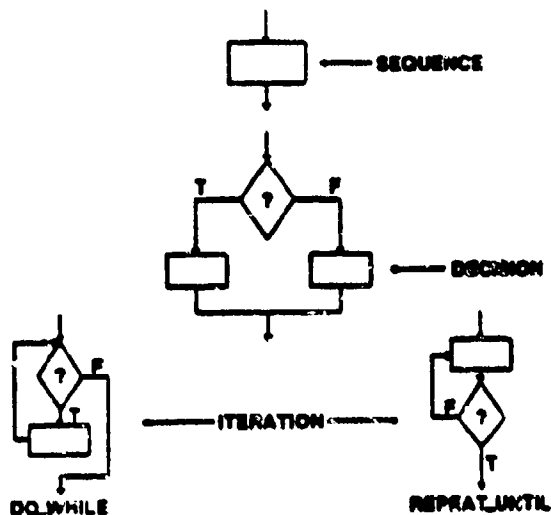 SEQUENCE
?
T
F
DECISION
?
F
T
ITERATION
F
?
T
DO_WHILE
REPEAT_UNTIL